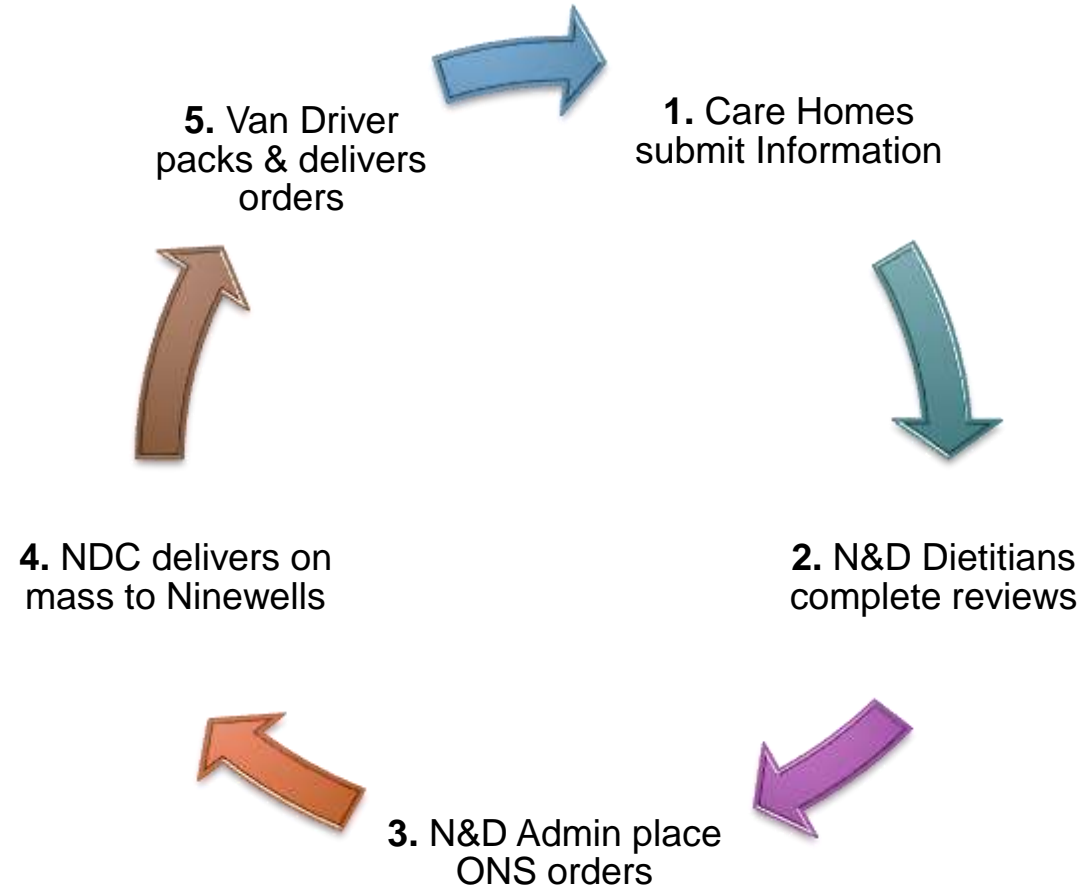 1. Care Homes
submit Information
2. N&D Dietitians
complete reviews
3. N&D Admin place
ONS orders
4. NDC delivers on
mass to Ninewells
5. Van Driver
packs & delivers
orders